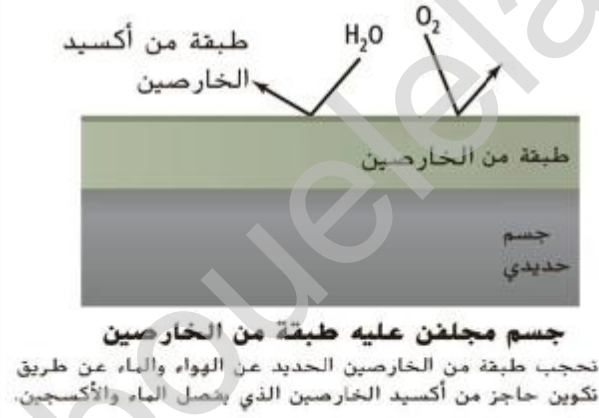 طبقة من أكسيد
الخارصين
H₂O
O₂
طبقة من الخارصين
جسم
حديدي
جسم مجلفن عليه طبقة من الخارصين
تحجب طبقة من الخارصين الحديد عن الهواء والماء عن طريق
تكوين حاجز من أكسيد الخارصين الذي يفصل الماء والأكسجين.